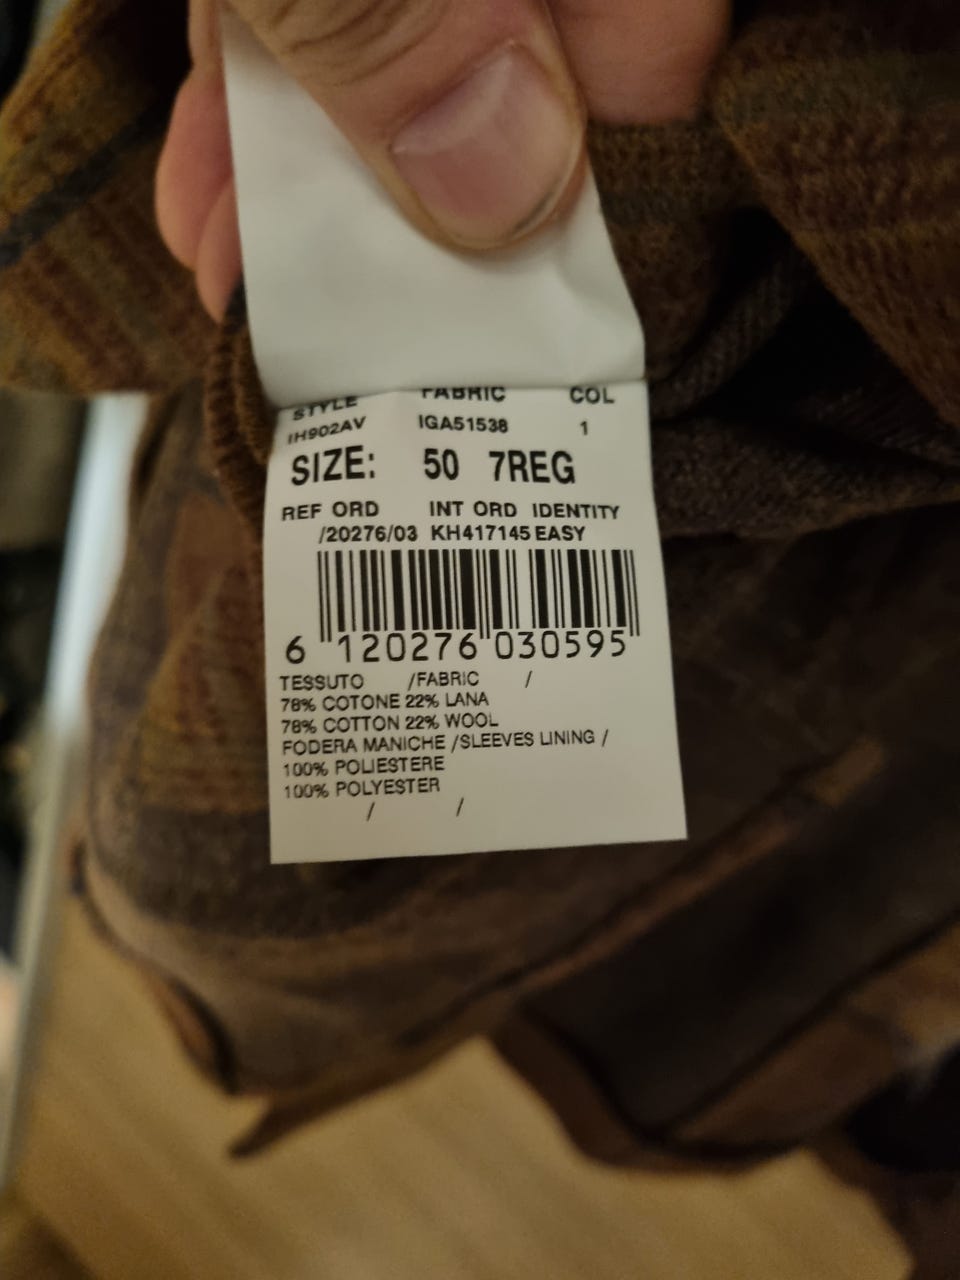 STYLE FABRIC COL
IH902AV IGA51538 1
SIZE: 50 7REG
REF ORD INT ORD IDENTITY
/20276/03 KH417145 EASY
6 120276 030595
TESSUTO /FABRIC /
78% COTONE 22% LANA
78% COTTON 22% WOOL
FODERA MANICHE /SLEEVES LINING /
100% POLIESTERE
100% POLYESTER
/ /